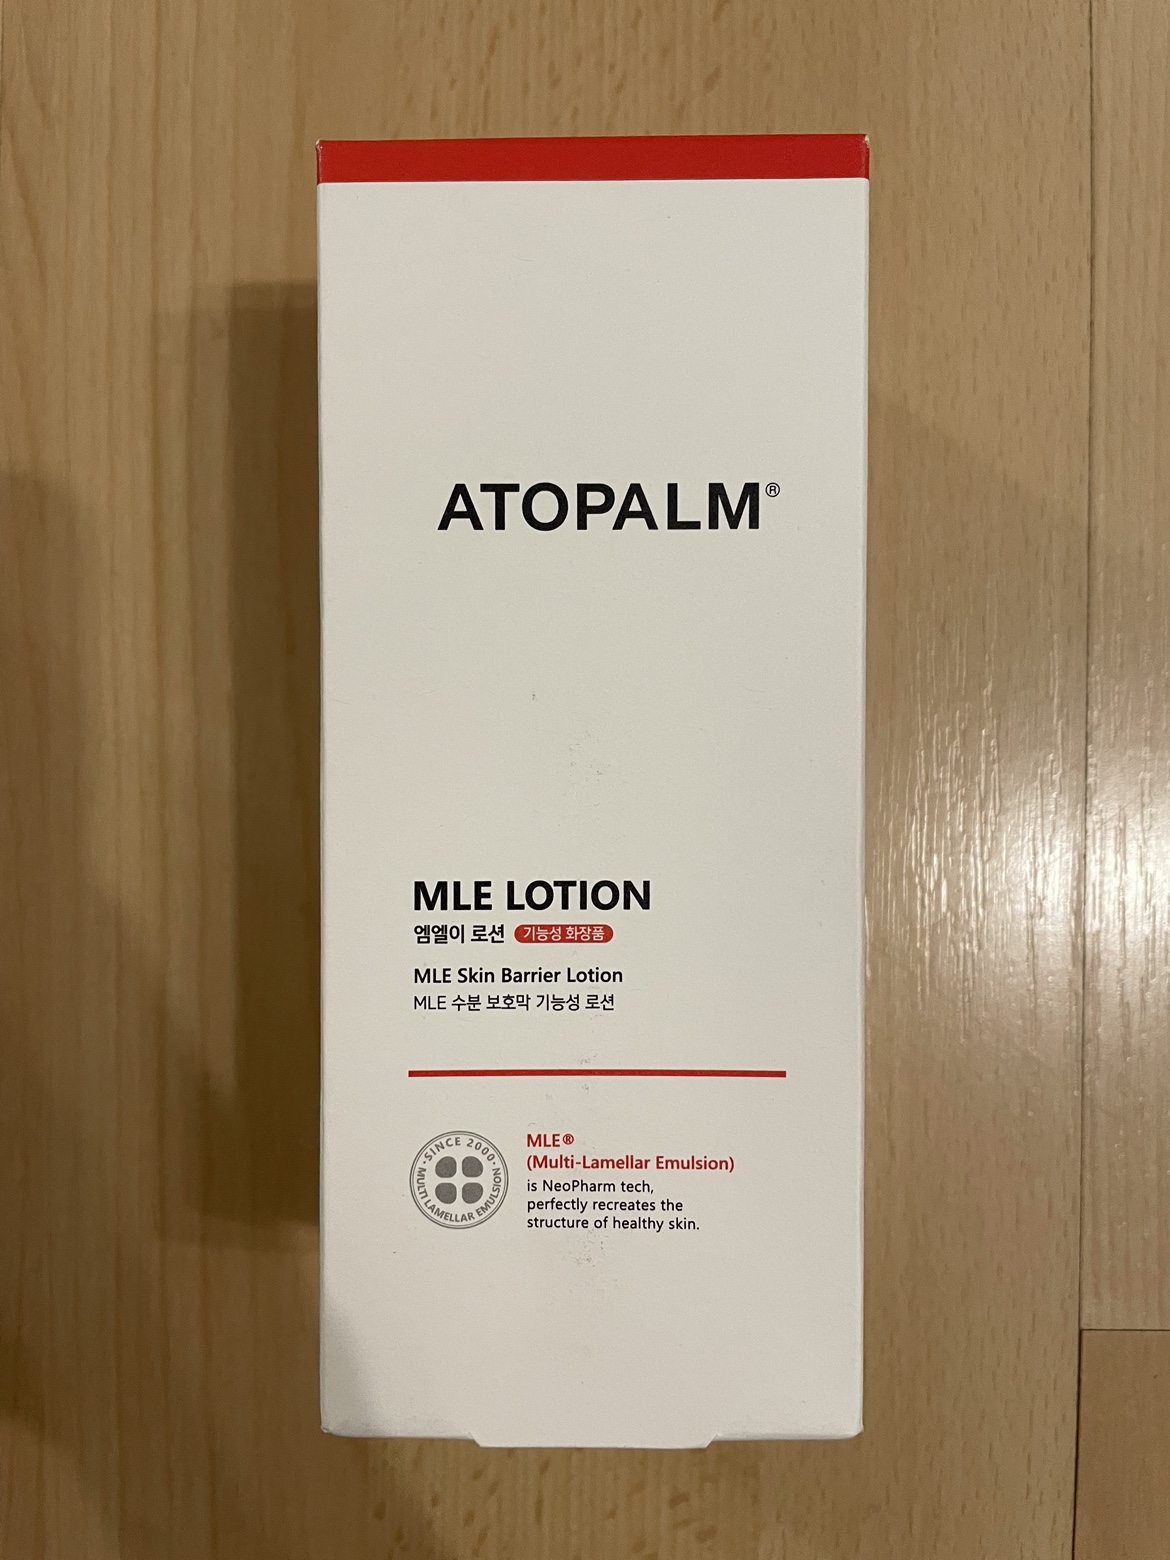 ATOPALM®
MLE LOTION
엠엘이 로션 기능성 화장품
MLE Skin Barrier Lotion
MLE 수분 보호막 기능성 로션
·SINCE 2000·
MULTI LAMELLAR EMULSION
MLE®
(Multi-Lamellar Emulsion)
is NeoPharm tech,
perfectly recreates the
structure of healthy skin.